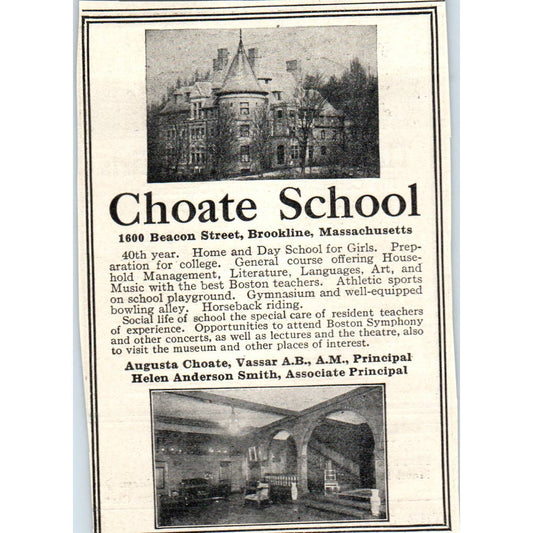 Choate School
1600 Beacon Street, Brookline, Massachusetts
40th year. Home and Day School for Girls. Prep-
aration for college. General course offering House-
hold Management, Literature, Languages, Art, and
Music with the best Boston teachers. Athletic sports
on school playground. Gymnasium and well-equipped
bowling alley. Horseback riding.
Social life of school the special care of resident teachers
of experience. Opportunities to attend Boston Symphony
and other concerts, as well as lectures and the theatre, also
to visit the museum and other places of interest.
Augusta Choate, Vassar A.B., A.M., Principal
Helen Anderson Smith, Associate Principal